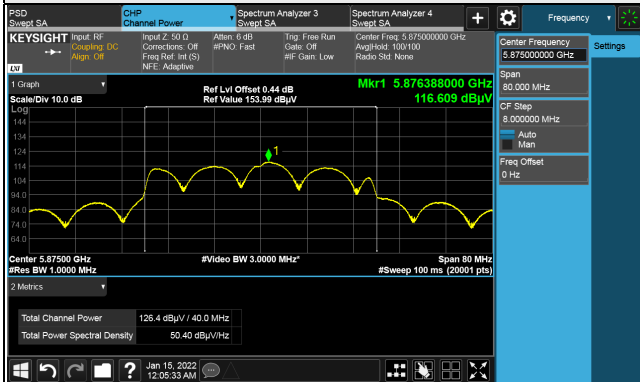 PSD
Swept SA
CHP
Channel Power
Spectrum Analyzer 3
Swept SA
Spectrum Analyzer 4
Swept SA
+
Frequency
KEYSIGHT
Input: RF
Coupling: DC
Align: Off
Input Z: 50 Ω
Corrections: Off
Freq Ref: Int (S)
NFE: Adaptive
Atten: 6 dB
#PNO: Fast
Trig: Free Run
Gate: Off
#IF Gain: Low
Center Freq: 5.875000000 GHz
Avg|Hold: 100/100
Radio Std: None
LXI
Center Frequency
5.875000000 GHz
Settings
Span
80.000 MHz
CF Step
8.000000 MHz
Auto
Man
Freq Offset
0 Hz
1 Graph
Scale/Div 10.0 dB
Ref Lvl Offset 0.44 dB
Ref Value 153.99 dBµV
Mkr1 5.876388000 GHz
116.609 dBµV
Log
144
134
124
114
104
94.0
84.0
74.0
64.0
1
Center 5.87500 GHz
#Res BW 1.0000 MHz
#Video BW 3.0000 MHz*
Span 80 MHz
#Sweep 100 ms (20001 pts)
2 Metrics
Total Channel Power 126.4 dBµV / 40.0 MHz
Total Power Spectral Density 50.40 dBµV/Hz
?
Jan 15, 2022
12:05:33 AM